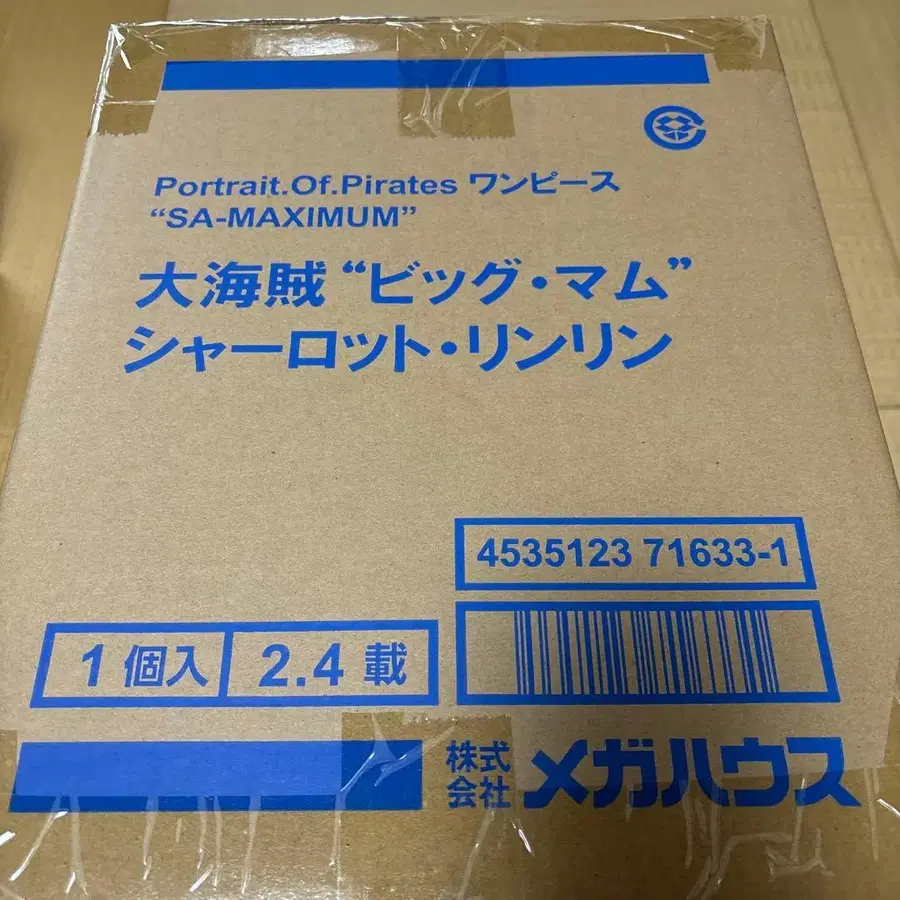 Portrait.Of.Pirates ワンピース
“SA-MAXIMUM”
大海賊“ビッグ・マム”
シャーロット・リンリン
4535123 71633-1
1個入 2.4 載
株式会社 メガハウス